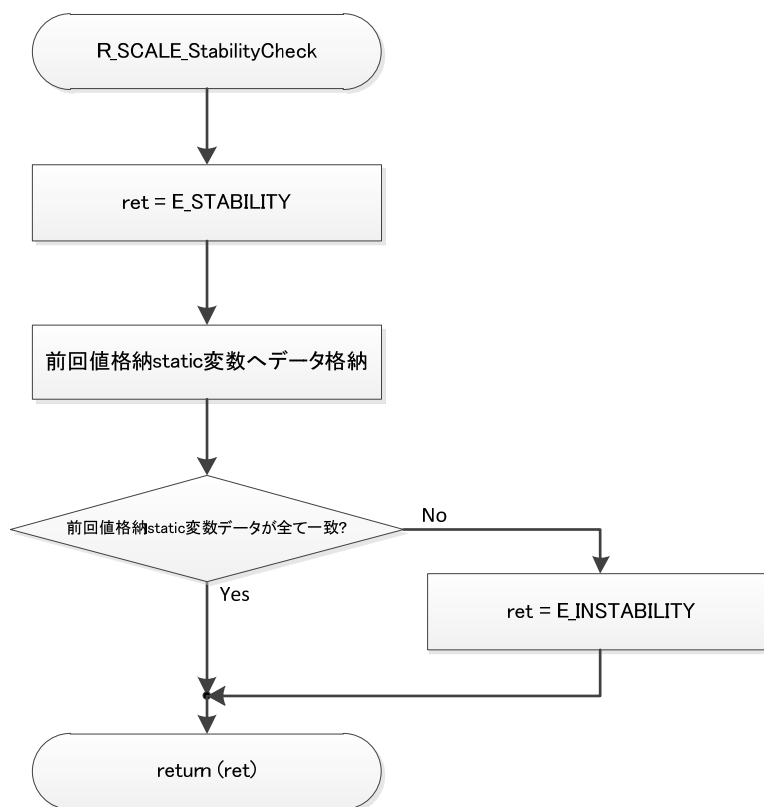 R_SCALE_StabilityCheck
ret = E_STABILITY
前回値格納static変数へデータ格納
前回値格納static変数データが全て一致?
No
Yes
ret = E_INSTABILITY
return (ret)